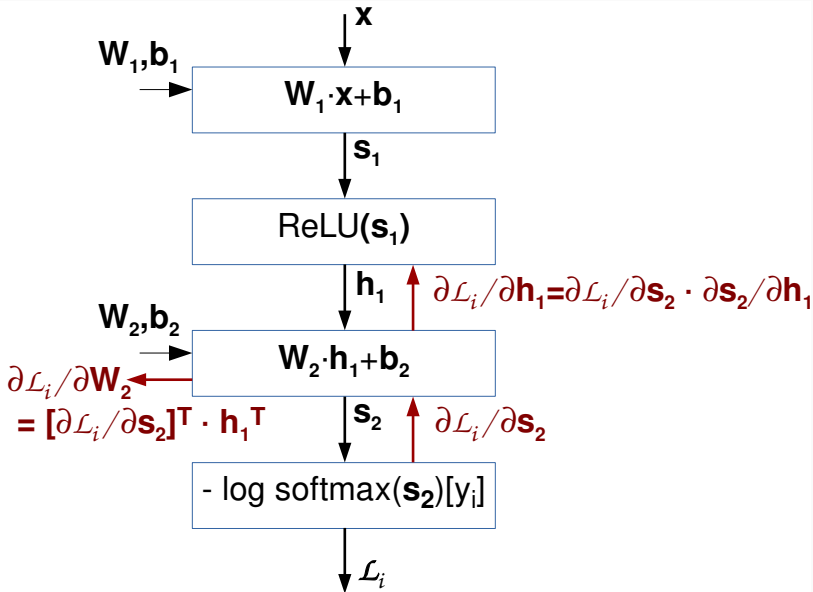 x
W₁,b₁
W₁·x+b₁
s₁
ReLU(s₁)
h₁
∂ℒᵢ/∂h₁=∂ℒᵢ/∂s₂ · ∂s₂/∂h₁
W₂,b₂
W₂·h₁+b₂
∂ℒᵢ/∂W₂
= [∂ℒᵢ/∂s₂]ᵀ · h₁ᵀ
s₂
∂ℒᵢ/∂s₂
- log softmax(s₂)[yᵢ]
ℒᵢ